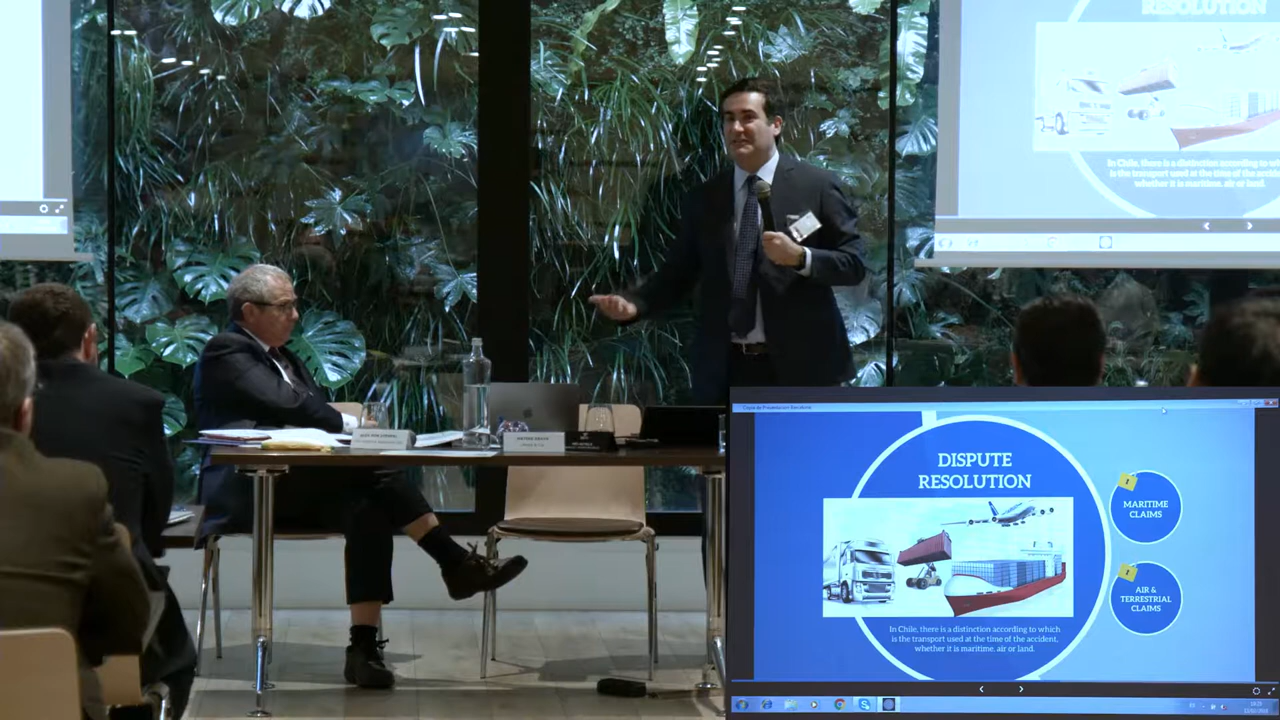 RESOLUTION
In Chile, there is a distinction according to
is the transport used at the time of the
whether it is maritime, air or land.
DISPUTE
RESOLUTION
In Chile, there is a distinction according to which
is the transport used at the time of the accident,
whether it is maritime, air or land.
MARITIME
CLAIMS
AIR &
TERRESTRIAL
CLAIMS